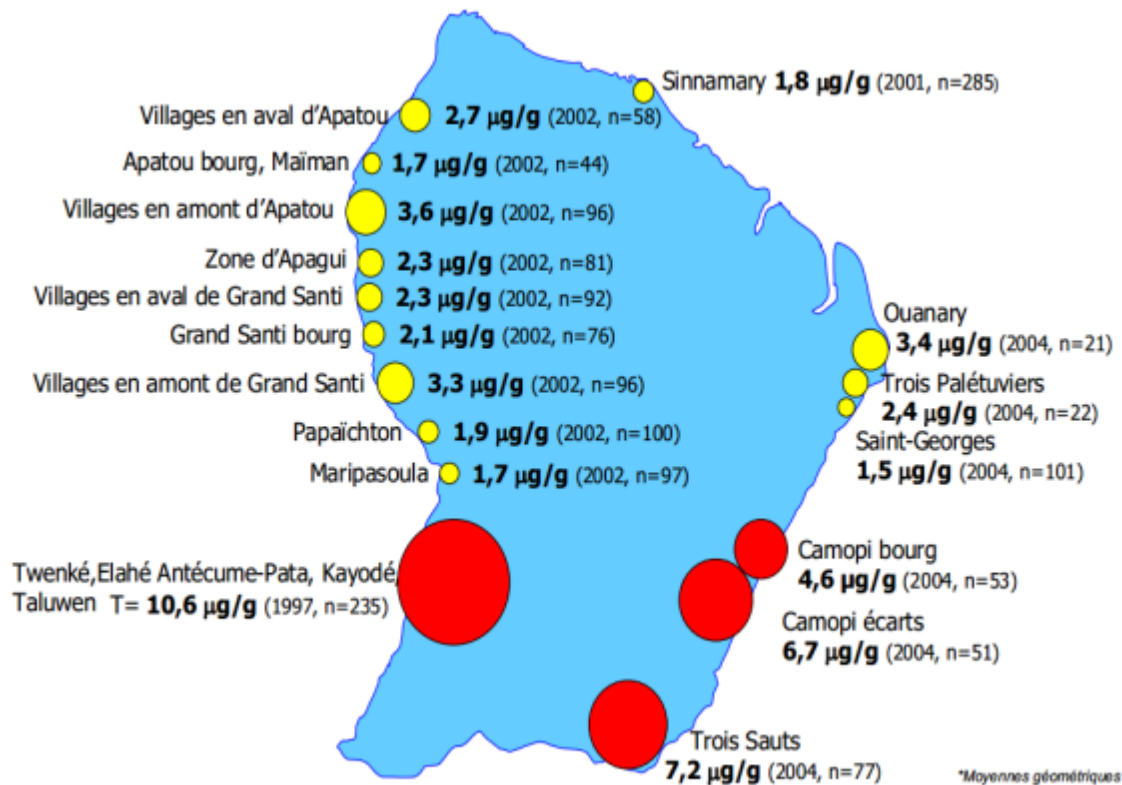 Sinnamary 1,8 µg/g (2001, n=285)
Villages en aval d'Apatou 2,7 µg/g (2002, n=58)
Apatou bourg, Maïman 1,7 µg/g (2002, n=44)
Villages en amont d'Apatou 3,6 µg/g (2002, n=96)
Zone d'Apagui 2,3 µg/g (2002, n=81)
Villages en aval de Grand Santi 2,3 µg/g (2002, n=92)
Grand Santi bourg 2,1 µg/g (2002, n=76)
Villages en amont de Grand Santi 3,3 µg/g (2002, n=96)
Papaïchton 1,9 µg/g (2002, n=100)
Maripasoula 1,7 µg/g (2002, n=97)
Ouanary
3,4 µg/g (2004, n=21)
Trois Palétuviers
2,4 µg/g (2004, n=22)
Saint-Georges
1,5 µg/g (2004, n=101)
Twenké,Elahé Antécume-Pata, Kayodé,
Taluwen T= 10,6 µg/g (1997, n=235)
Camopi bourg
4,6 µg/g (2004, n=53)
Camopi écarts
6,7 µg/g (2004, n=51)
Trois Sauts
7,2 µg/g (2004, n=77)
*Moyennes géométriques